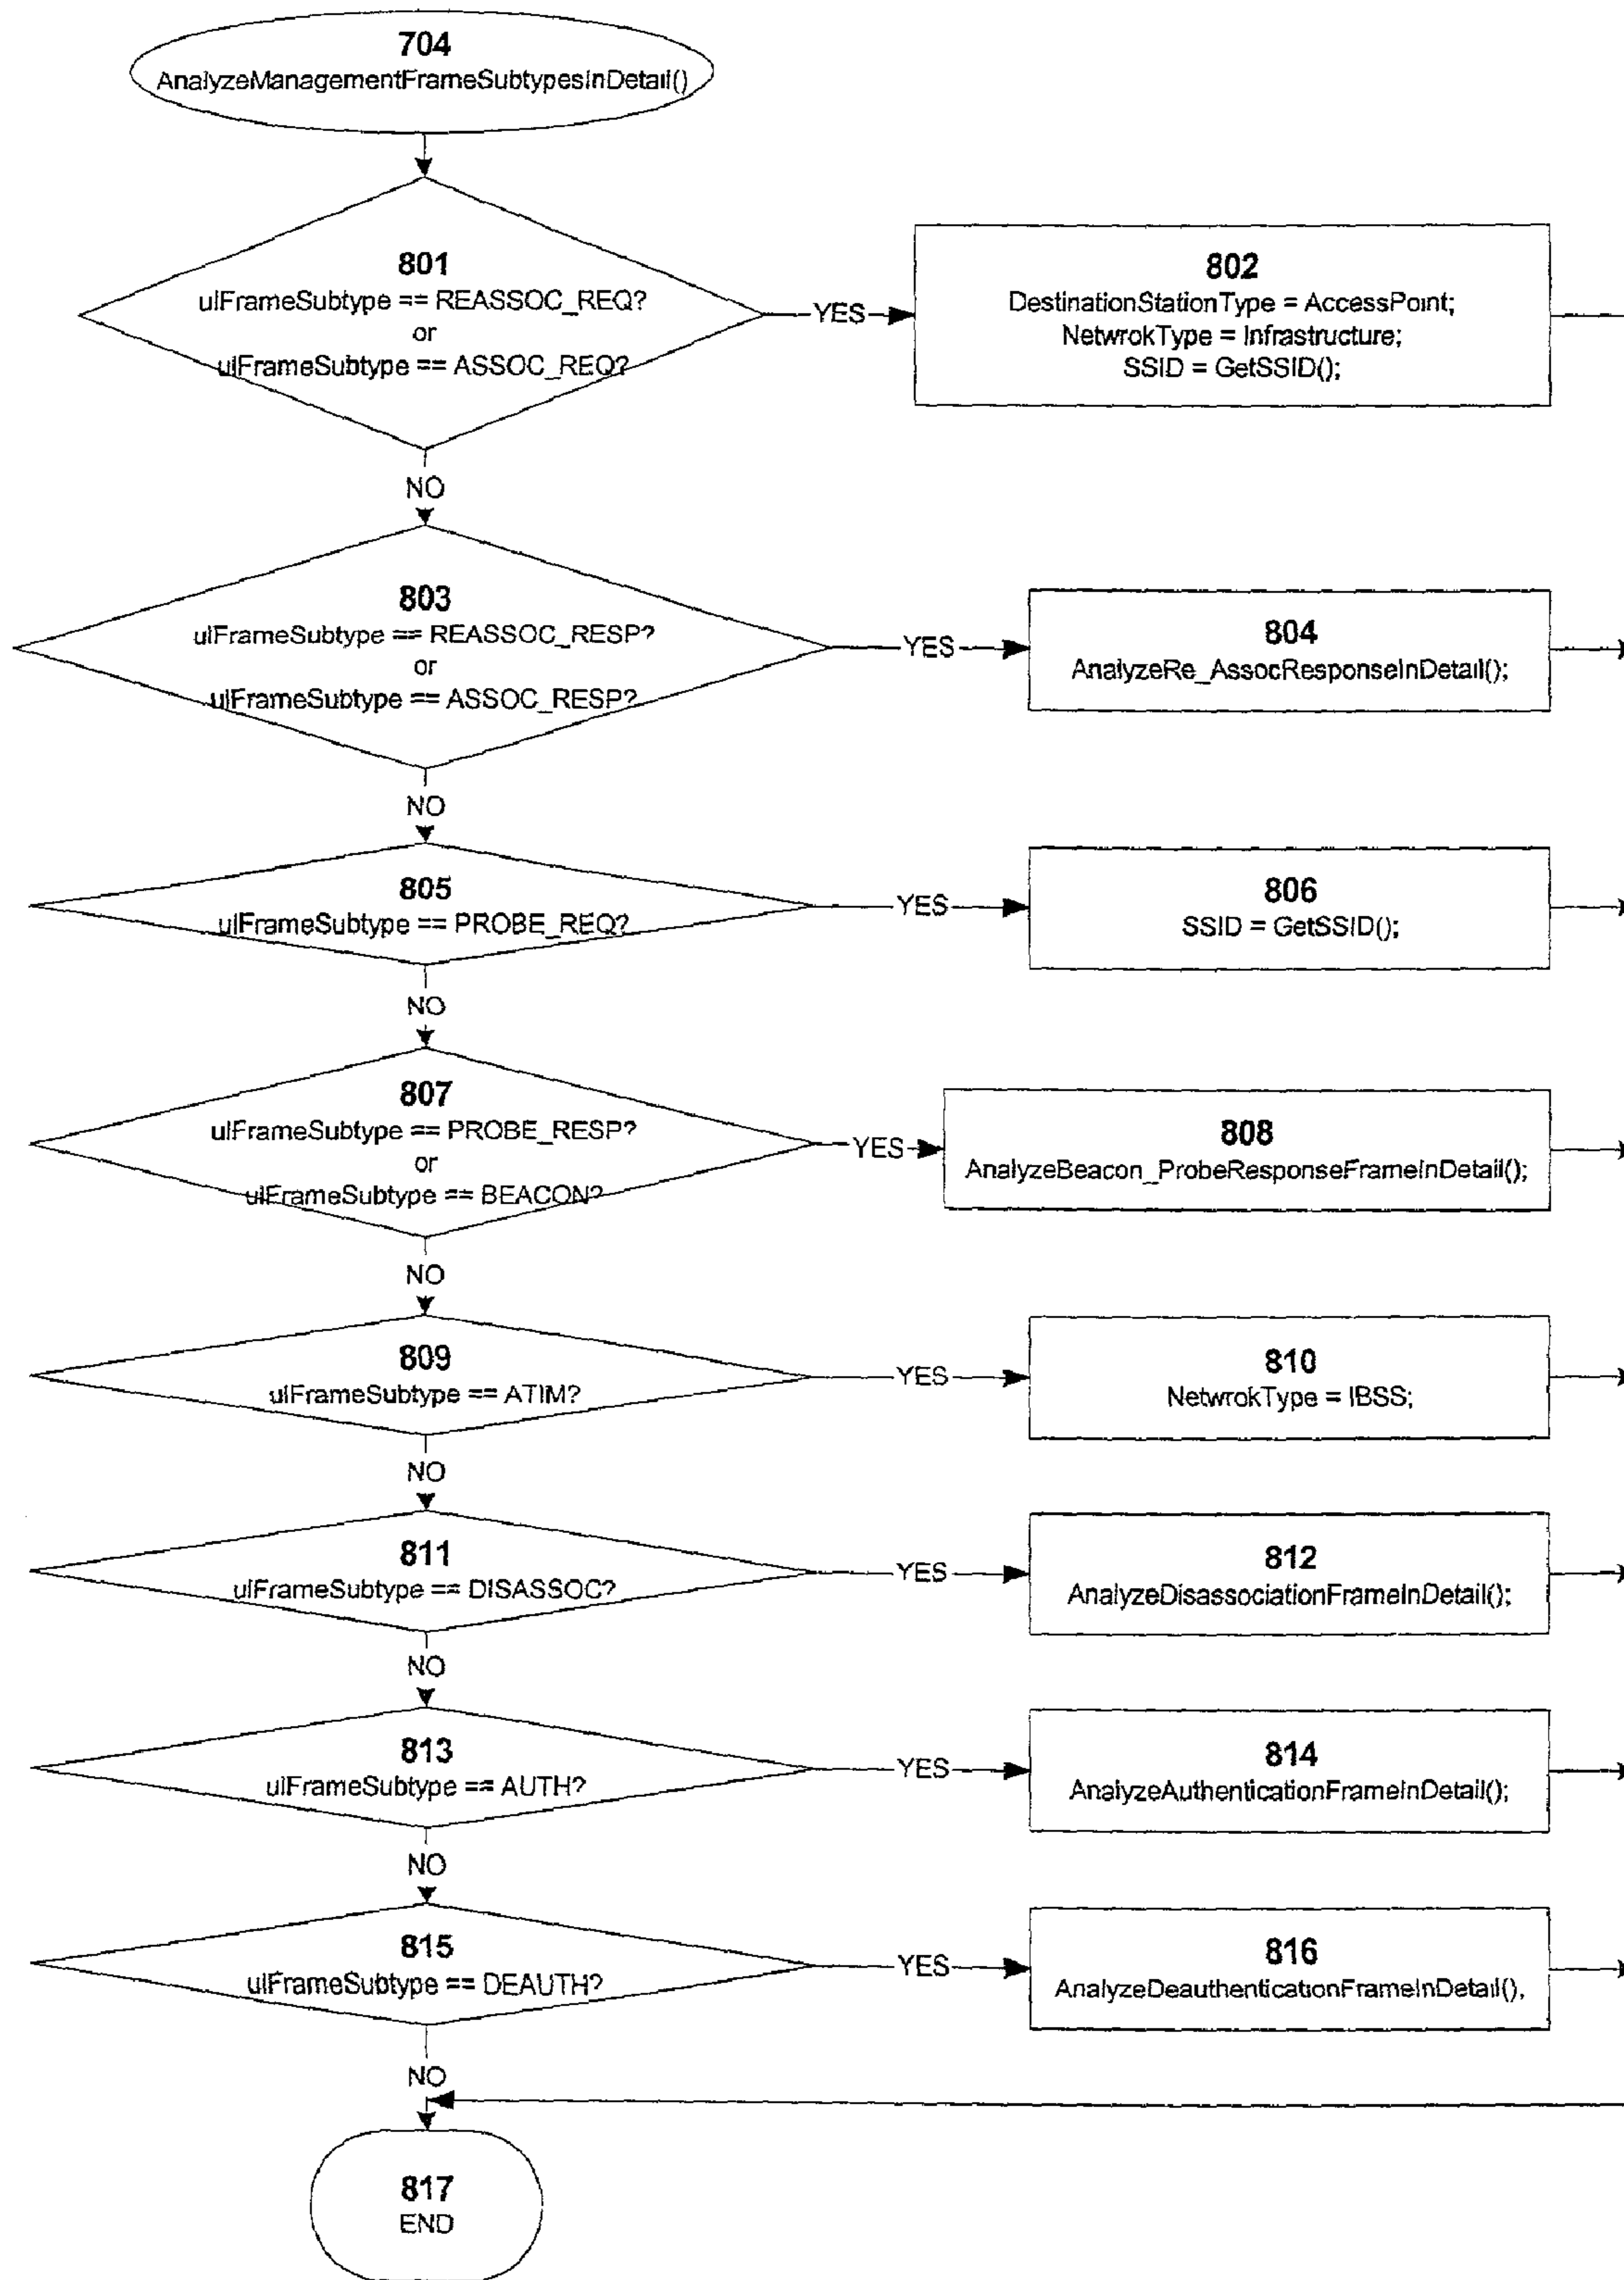 704
AnalyzeManagementFrameSubtypesInDetail()
801
ulFrameSubtype == REASSOC_REQ?
or
ulFrameSubtype == ASSOC_REQ?
YES
802
DestinationStationType = AccessPoint;
NetwrokType = Infrastructure;
SSID = GetSSID();
NO
803
ulFrameSubtype == REASSOC_RESP?
or
ulFrameSubtype == ASSOC_RESP?
YES
804
AnalyzeRe_AssocResponseInDetail();
NO
805
ulFrameSubtype == PROBE_REQ?
YES
806
SSID = GetSSID();
NO
807
ulFrameSubtype == PROBE_RESP?
or
ulFrameSubtype == BEACON?
YES
808
AnalyzeBeacon_ProbeResponseFrameInDetail();
NO
809
ulFrameSubtype == ATIM?
YES
810
NetwrokType = IBSS;
NO
811
ulFrameSubtype == DISASSOC?
YES
812
AnalyzeDisassociationFrameInDetail();
NO
813
ulFrameSubtype == AUTH?
YES
814
AnalyzeAuthenticationFrameInDetail();
NO
815
ulFrameSubtype == DEAUTH?
YES
816
AnalyzeDeauthenticationFrameInDetail(),
NO
817
END